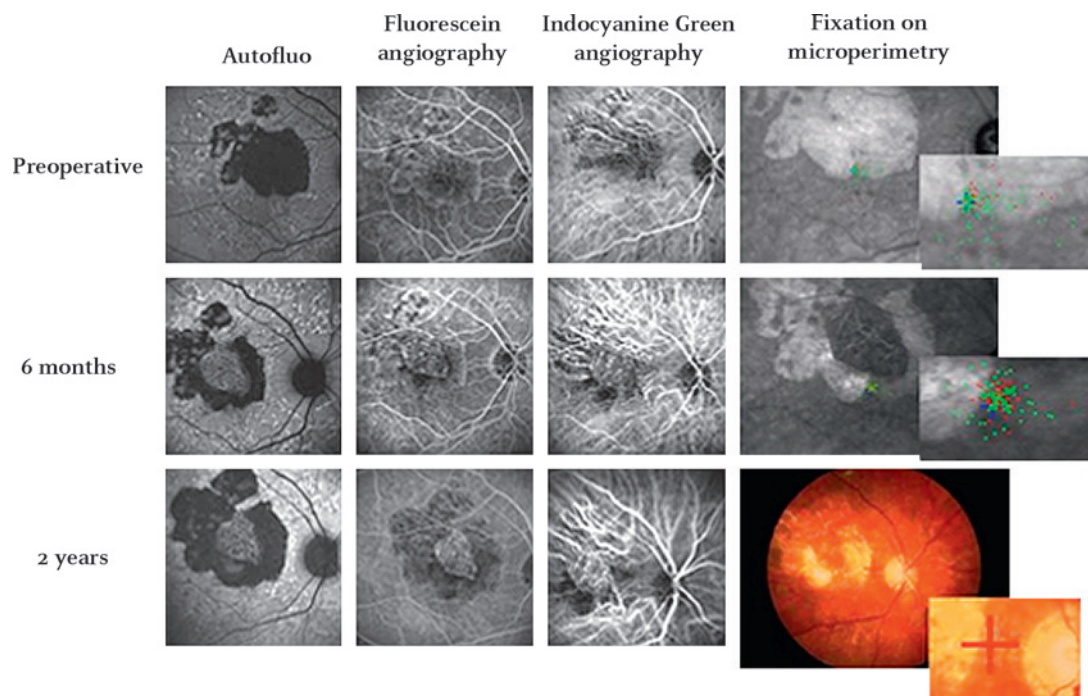 Autofluo
Fluorescein
angiography
Indocyanine Green
angiography
Fixation on
microperimetry
Preoperative
6 months
2 years